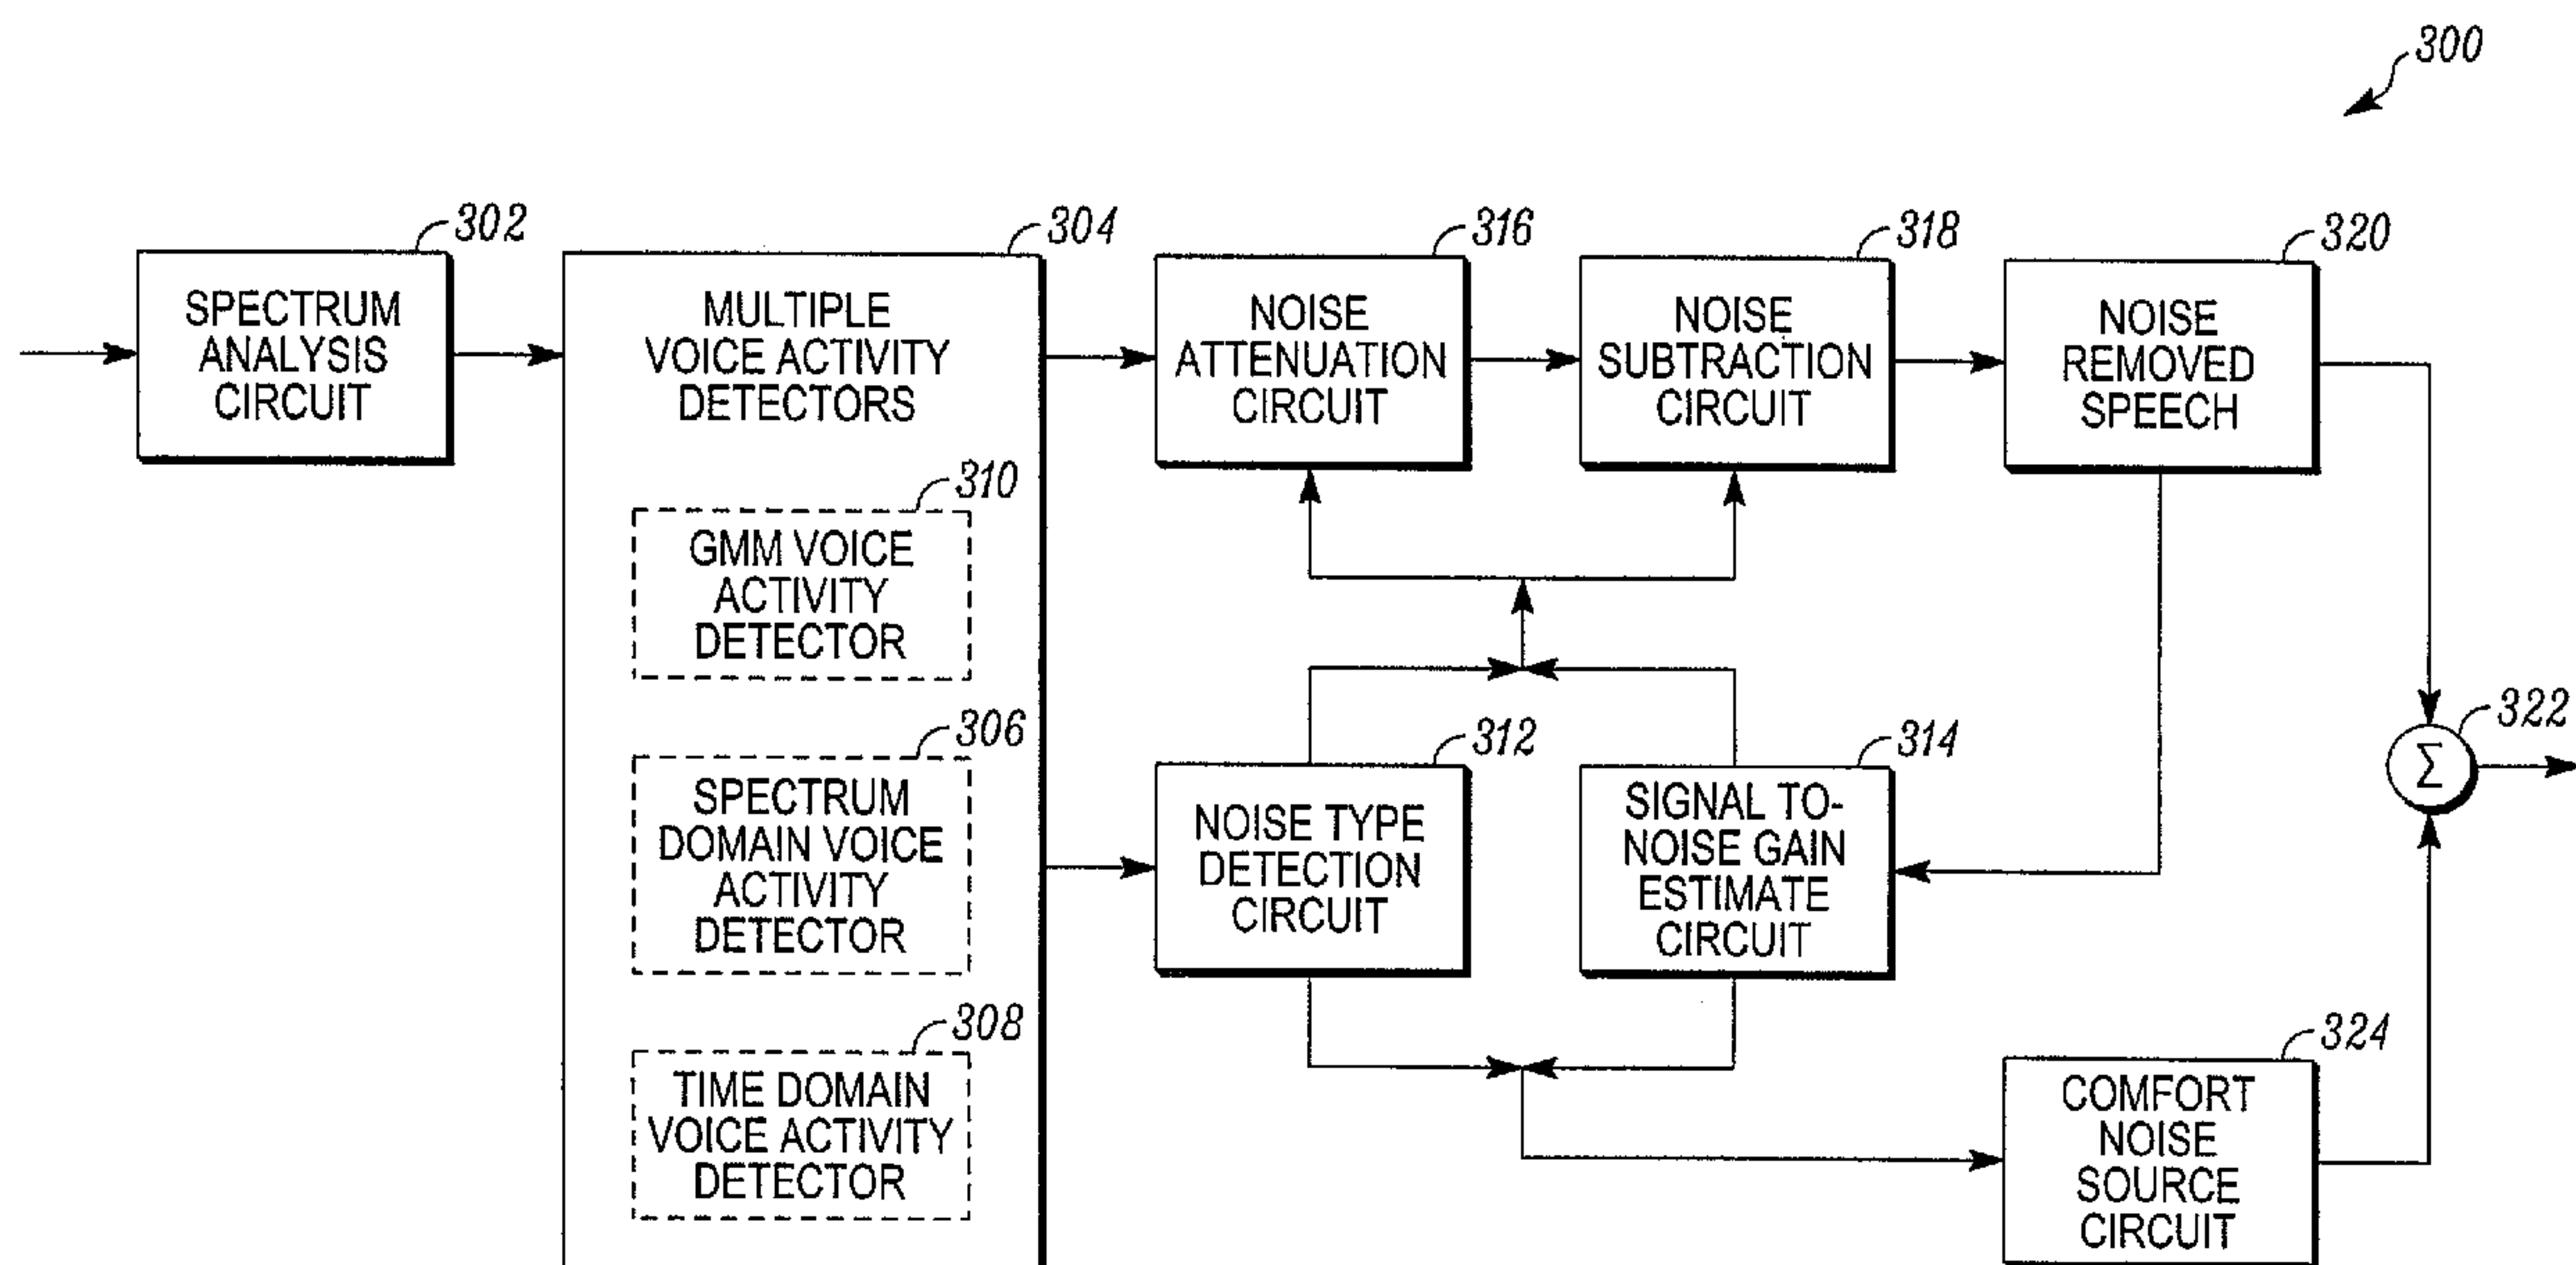 300
302
SPECTRUM
ANALYSIS
CIRCUIT
304
MULTIPLE
VOICE ACTIVITY
DETECTORS
310
GMM VOICE
ACTIVITY
DETECTOR
306
SPECTRUM
DOMAIN VOICE
ACTIVITY
DETECTOR
308
TIME DOMAIN
VOICE ACTIVITY
DETECTOR
316
NOISE
ATTENUATION
CIRCUIT
318
NOISE
SUBTRACTION
CIRCUIT
320
NOISE
REMOVED
SPEECH
312
NOISE TYPE
DETECTION
CIRCUIT
314
SIGNAL TO-
NOISE GAIN
ESTIMATE
CIRCUIT
322
Σ
324
COMFORT
NOISE
SOURCE
CIRCUIT